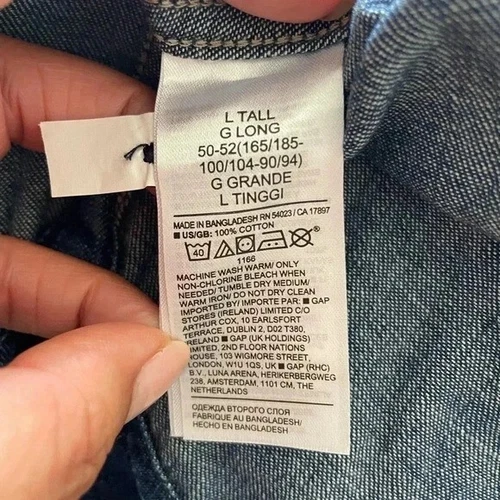 L TALL
G LONG
50-52(165/185-
100/104-90/94)
G GRANDE
L TINGGI
MADE IN BANGLADESH RN 54023 / CA 17897
■ US/GB: 100% COTTON
40
1166
MACHINE WASH WARM/ ONLY
NON-CHLORINE BLEACH WHEN
NEEDED/ TUMBLE DRY MEDIUM/
WARM IRON/ DO NOT DRY CLEAN
IMPORTED BY/ IMPORTE PAR: ■ GAP
STORES (IRELAND) LIMITED C/O
ARTHUR COX, 10 EARLSFORT
TERRACE, DUBLIN 2, D02 T380,
IRELAND ■ GAP (UK HOLDINGS)
LIMITED, 2ND FLOOR NATIONS
HOUSE, 103 WIGMORE STREET,
LONDON, W1U 1QS, UK ■ GAP (RHC)
B.V., LUNA ARENA, HERIKERBERGWEG
238, AMSTERDAM, 1101 CM, THE
NETHERLANDS
ОДЕЖДА ВТОРОГО СЛОЯ
FABRIQUE AU BANGLADESH/
HECHO EN BANGLADESH